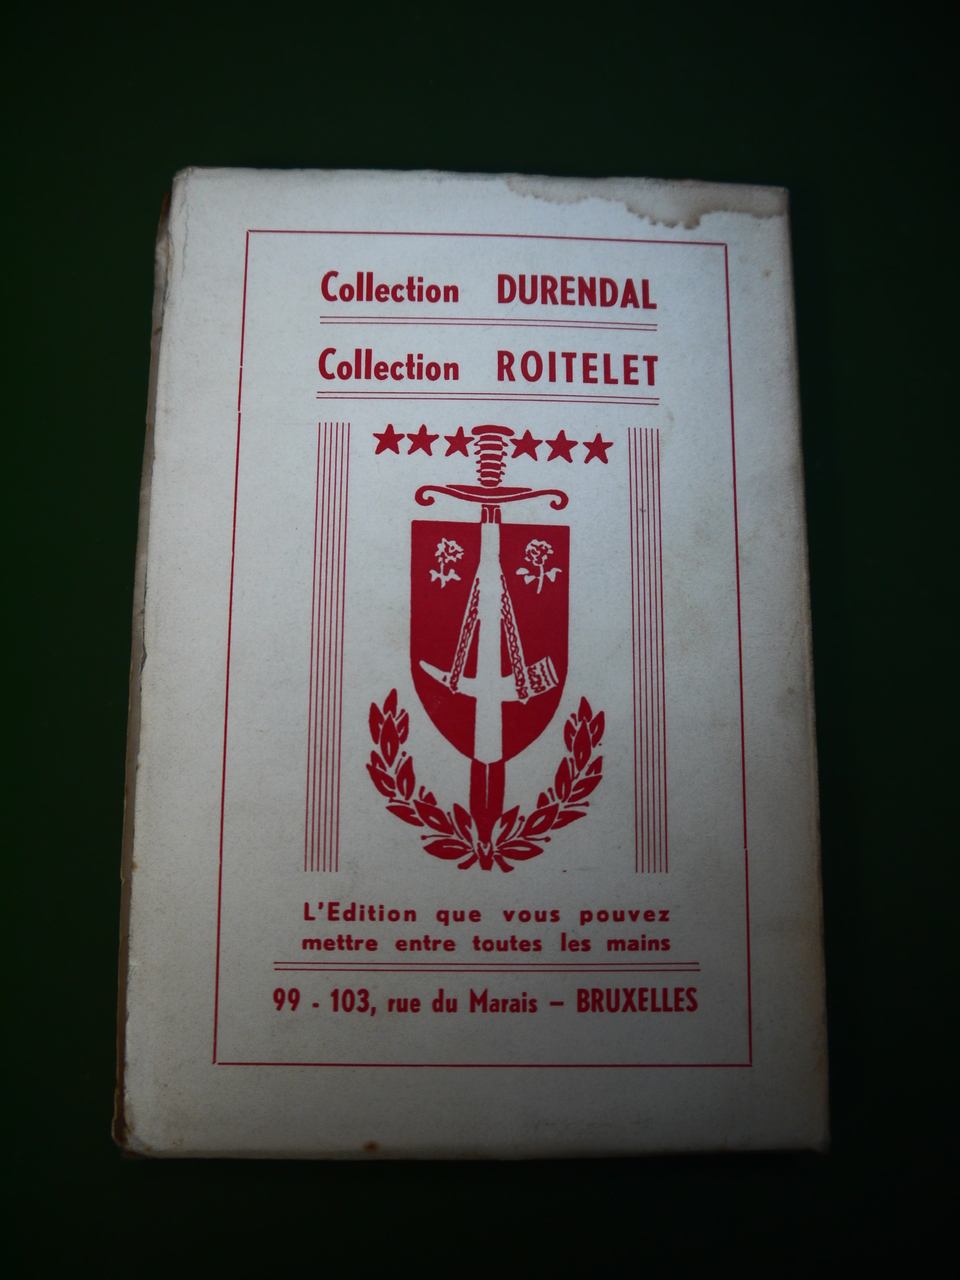 Collection DURENDAL
Collection ROITELET
L'Edition que vous pouvez
mettre entre toutes les mains
99 - 103, rue du Marais – BRUXELLES